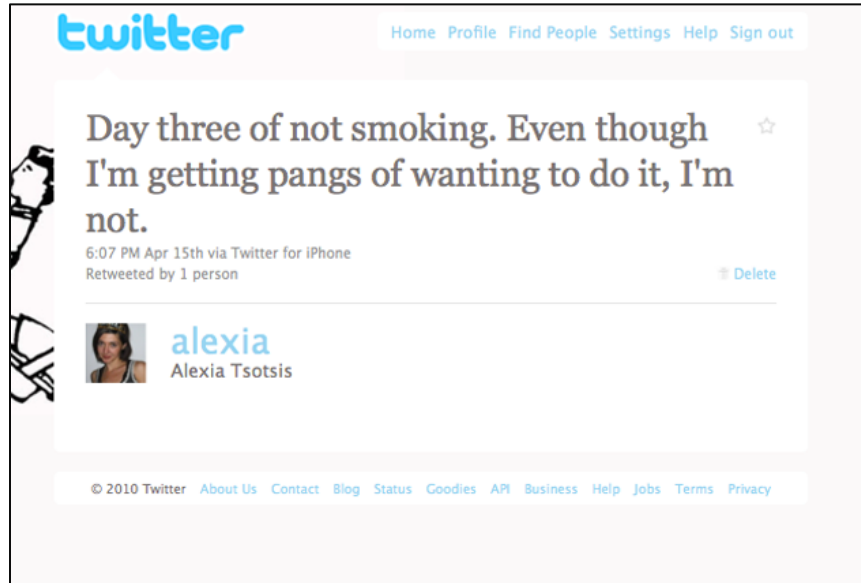 twitter
Home Profile Find People Settings Help Sign out
Day three of not smoking. Even though
I'm getting pangs of wanting to do it, I'm
not.
6:07 PM Apr 15th via Twitter for iPhone
Retweeted by 1 person
Delete
alexia
Alexia Tsotsis
© 2010 Twitter About Us Contact Blog Status Goodies API Business Help Jobs Terms Privacy